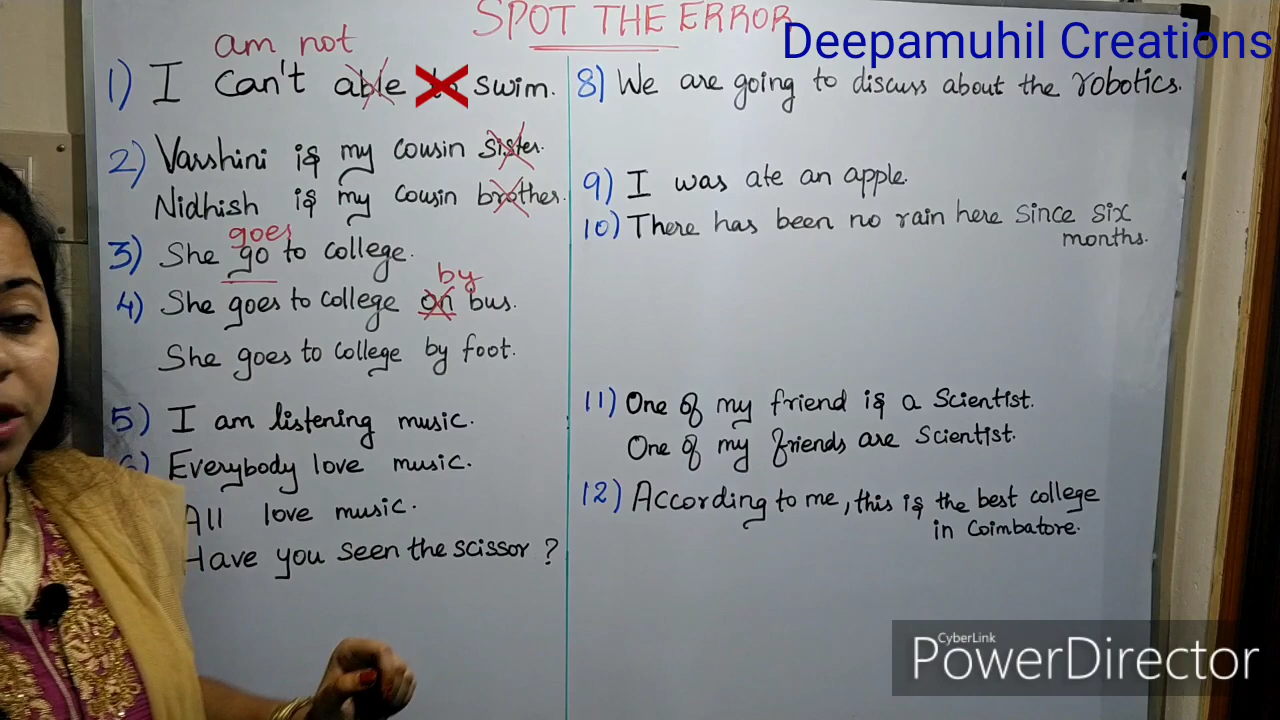 SPOT THE ERROR
Deepamuhil Creations
am not
1) I can't able to swim.
2) Varshini is my cousin sister.
Nidhish is my cousin brother.
goes
3) She go to college.
by
4) She goes to college on bus.
She goes to college by foot.
5) I am listening music.
6) Everybody love music.
All love music.
Have you seen the scissor?
8) We are going to discuss about the robotics.
9) I was ate an apple.
10) There has been no rain here since six
months.
11) One of my friend is a Scientist.
One of my friends are Scientist.
12) According to me, this is the best college
in Coimbatore.
CyberLink
PowerDirector